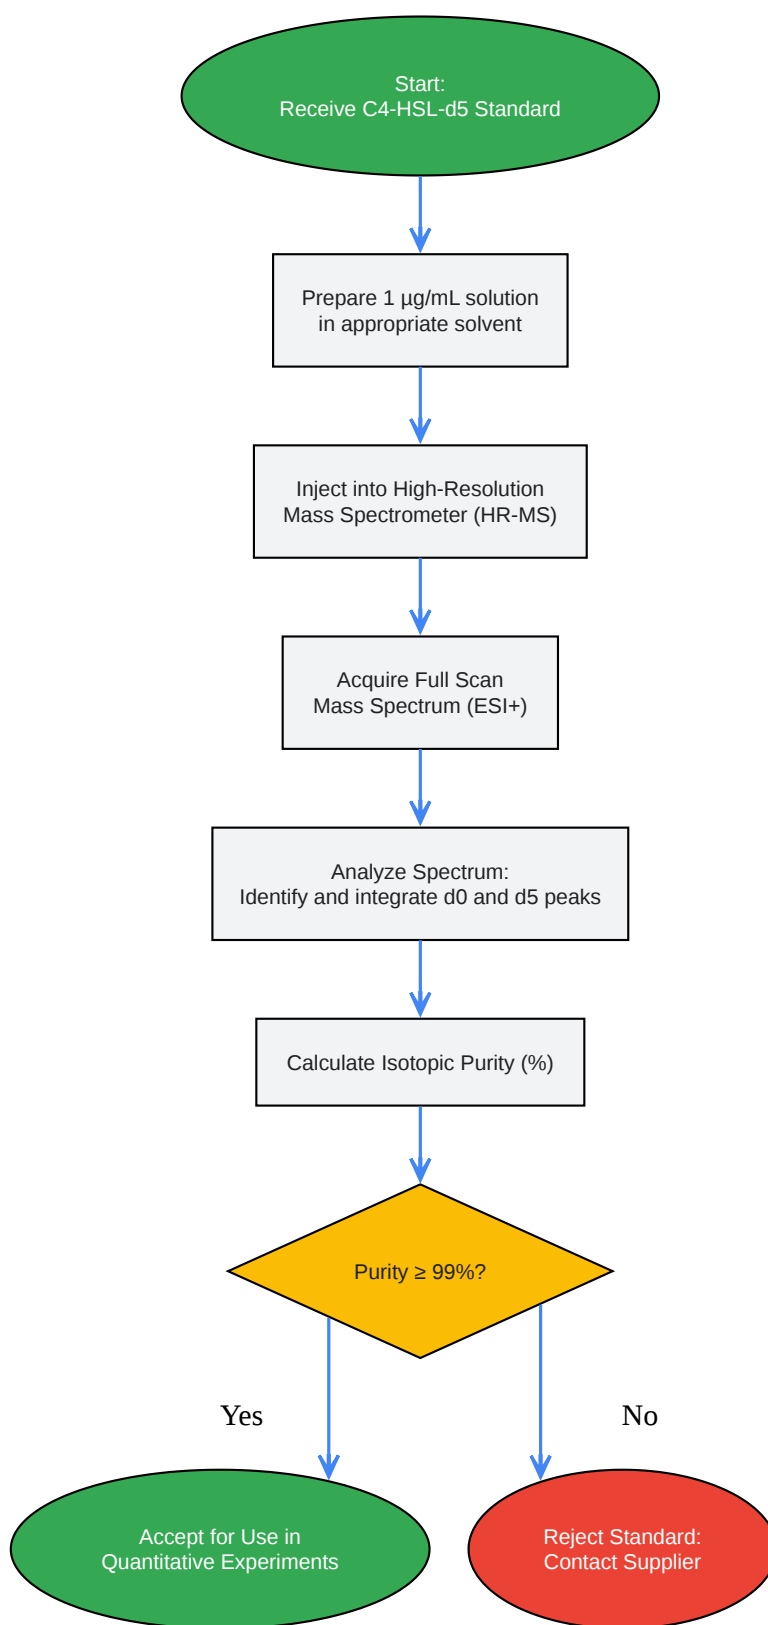 Start:
Receive C4-HSL-d5 Standard
Prepare 1 µg/mL solution
in appropriate solvent
Inject into High-Resolution
Mass Spectrometer (HR-MS)
Acquire Full Scan
Mass Spectrum (ESI+)
Analyze Spectrum:
Identify and integrate d0 and d5 peaks
Calculate Isotopic Purity (%)
Purity ≥ 99%?
Yes
No
Accept for Use in
Quantitative Experiments
Reject Standard:
Contact Supplier